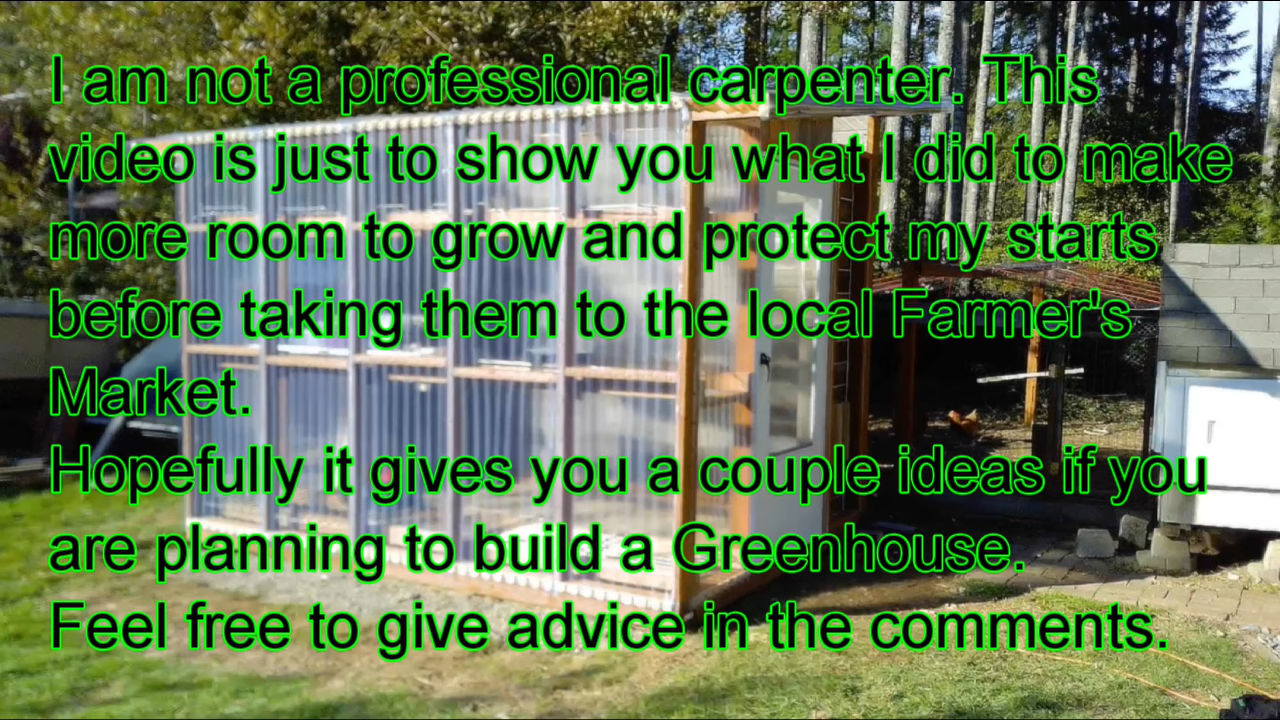 I am not a professional carpenter. This
video is just to show you what I did to make
more room to grow and protect my starts
before taking them to the local Farmer's
Market.
Hopefully it gives you a couple ideas if you
are planning to build a Greenhouse.
Feel free to give advice in the comments.